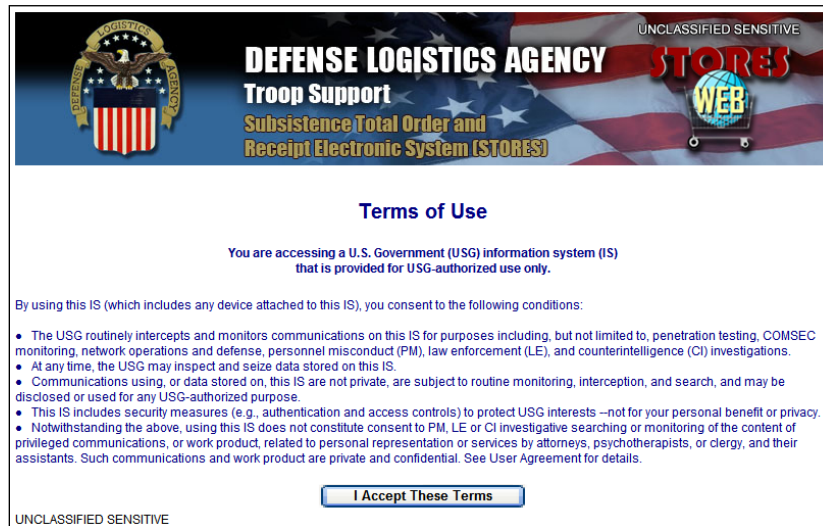 DEFENSE LOGISTICS AGENCY
UNCLASSIFIED SENSITIVE
DEFENSE LOGISTICS AGENCY
Troop Support
Subsistence Total Order and
Receipt Electronic System (STORES)
STORES
WEB
Terms of Use
You are accessing a U.S. Government (USG) information system (IS)
that is provided for USG-authorized use only.
By using this IS (which includes any device attached to this IS), you consent to the following conditions:
● The USG routinely intercepts and monitors communications on this IS for purposes including, but not limited to, penetration testing, COMSEC
monitoring, network operations and defense, personnel misconduct (PM), law enforcement (LE), and counterintelligence (CI) investigations.
● At any time, the USG may inspect and seize data stored on this IS.
● Communications using, or data stored on, this IS are not private, are subject to routine monitoring, interception, and search, and may be
disclosed or used for any USG-authorized purpose.
● This IS includes security measures (e.g., authentication and access controls) to protect USG interests --not for your personal benefit or privacy.
● Notwithstanding the above, using this IS does not constitute consent to PM, LE or CI investigative searching or monitoring of the content of
privileged communications, or work product, related to personal representation or services by attorneys, psychotherapists, or clergy, and their
assistants. Such communications and work product are private and confidential. See User Agreement for details.
I Accept These Terms
UNCLASSIFIED SENSITIVE